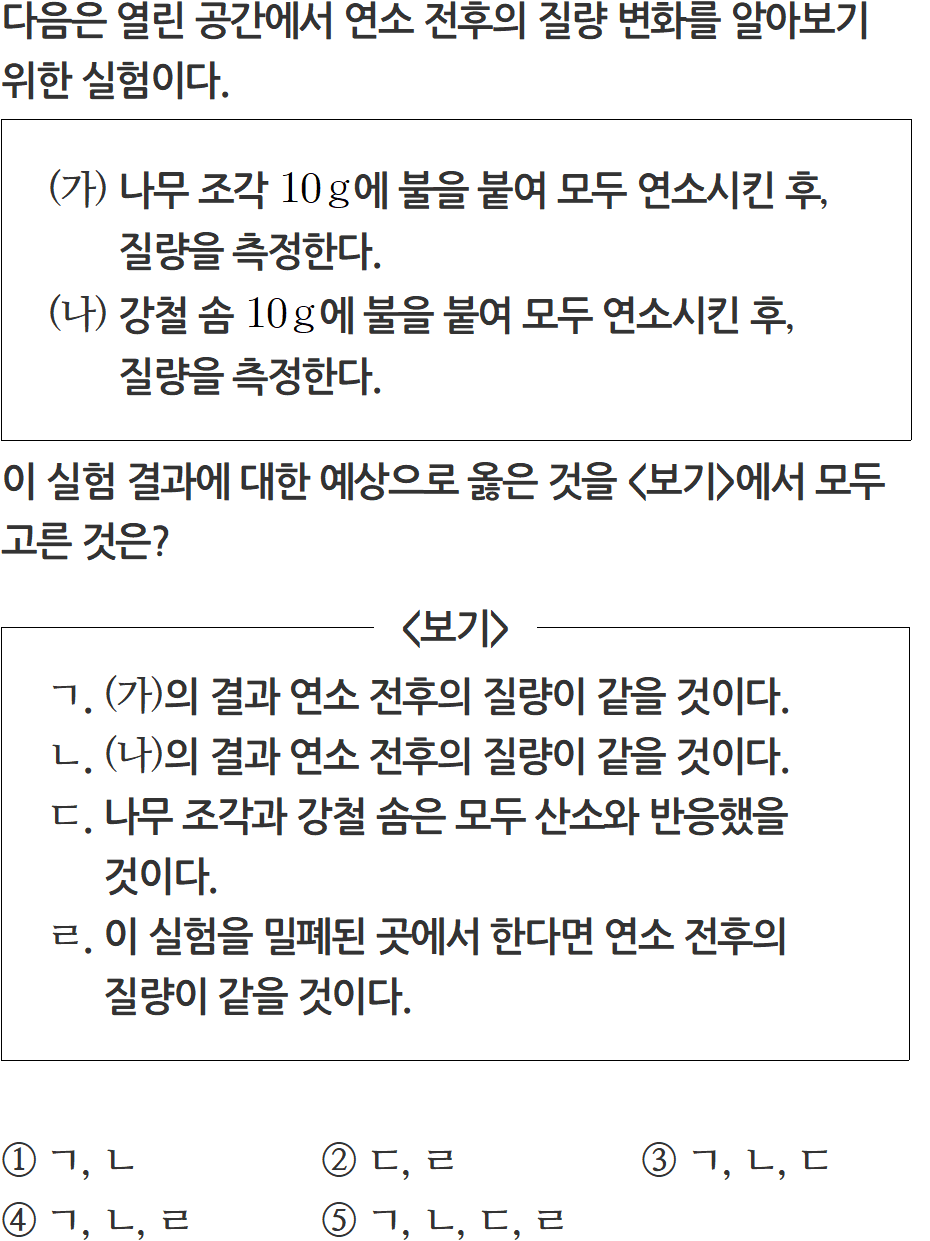 다음은 열린 공간에서 연소 전후의 질량 변화를 알아보기
위한 실험이다.
(가) 나무 조각 10 g에 불을 붙여 모두 연소시킨 후,
질량을 측정한다.
(나) 강철 솜 10 g에 불을 붙여 모두 연소시킨 후,
질량을 측정한다.
이 실험 결과에 대한 예상으로 옳은 것을 <보기>에서 모두
고른 것은?
<보기>
ㄱ. (가)의 결과 연소 전후의 질량이 같을 것이다.
ㄴ. (나)의 결과 연소 전후의 질량이 같을 것이다.
ㄷ. 나무 조각과 강철 솜은 모두 산소와 반응했을
것이다.
ㄹ. 이 실험을 밀폐된 곳에서 한다면 연소 전후의
질량이 같을 것이다.
① ㄱ, ㄴ ② ㄷ, ㄹ ③ ㄱ, ㄴ, ㄷ
④ ㄱ, ㄴ, ㄹ ⑤ ㄱ, ㄴ, ㄷ, ㄹ